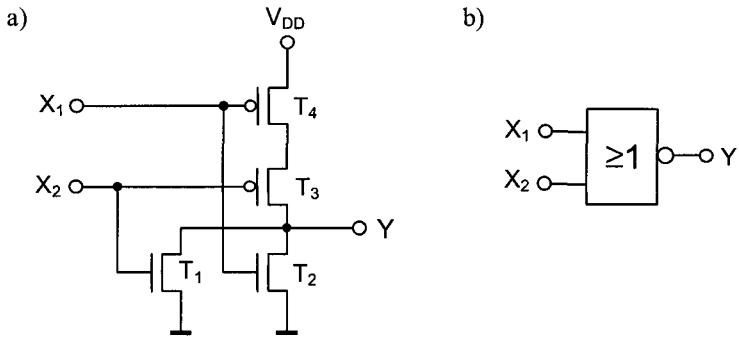 a)
V_DD
b)
X₁
T₄
X₂
T₃
Y
T₁
T₂
X₁
X₂
≥1
Y